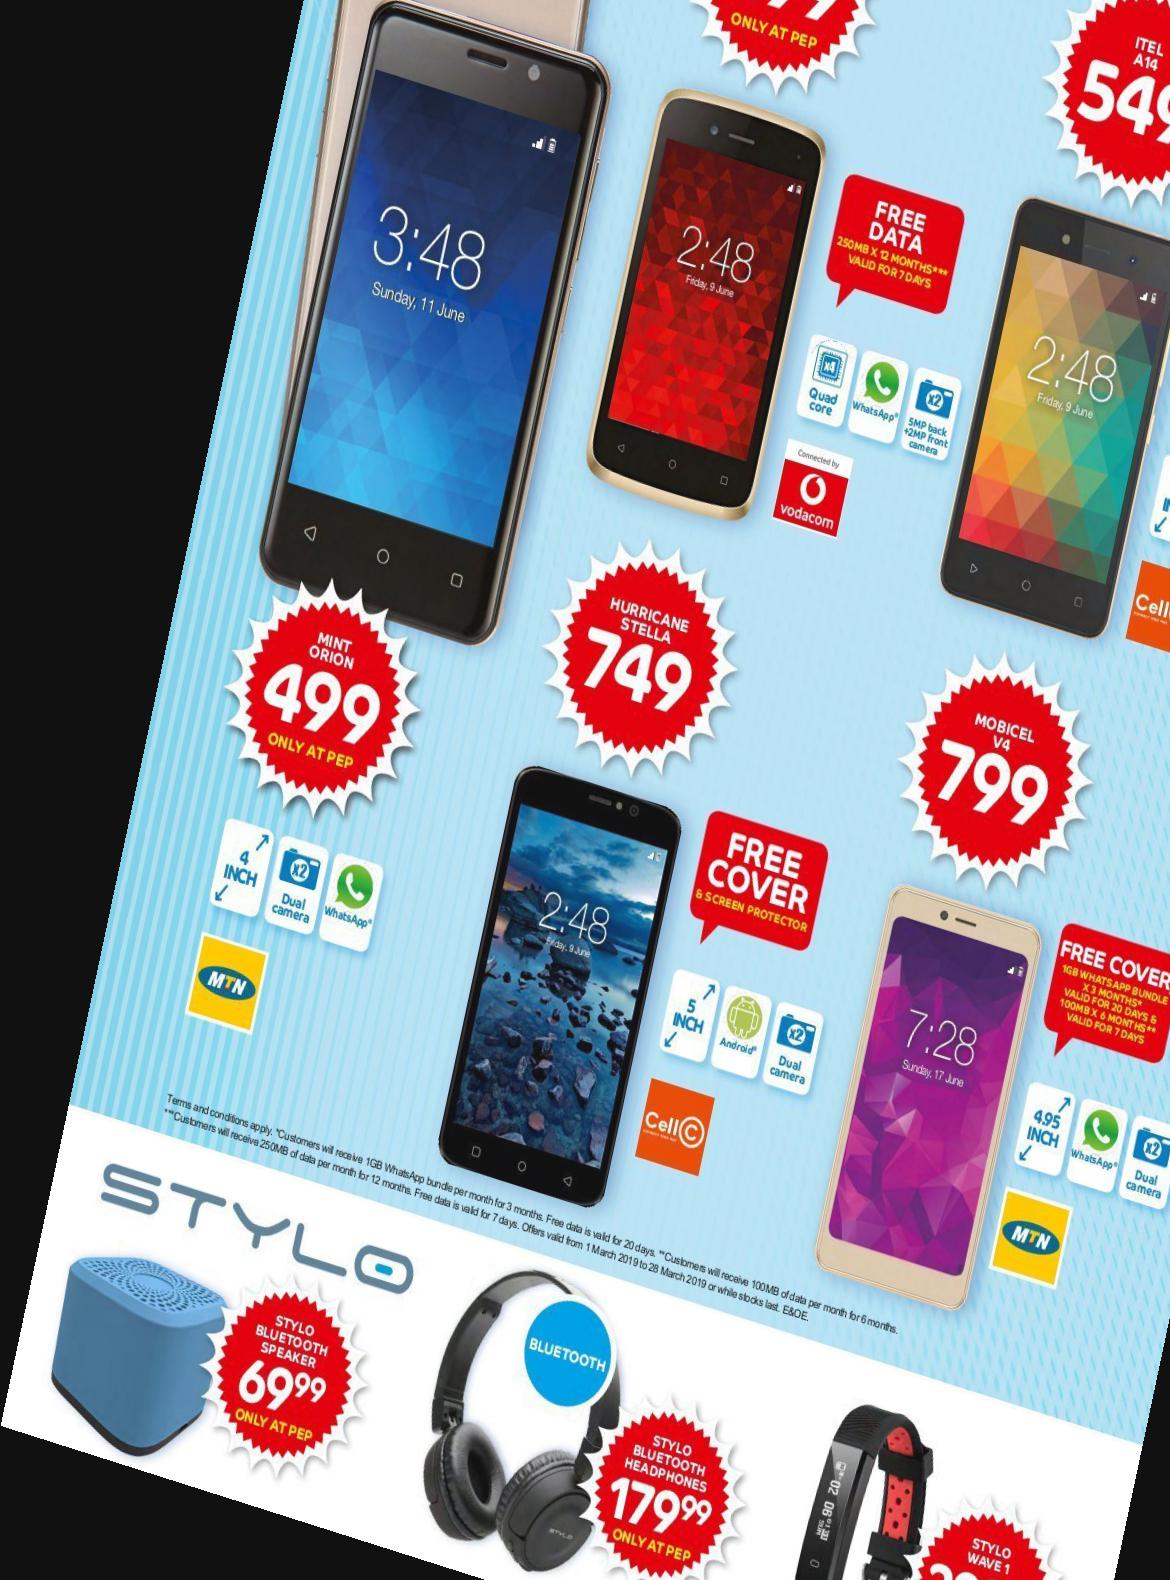 ONLY AT PEP
ITEL
A14
3:48
Sunday, 11 June
2:48
Friday, 9 June
FREE
DATA
250MB X 12 MONTHS***
VALID FOR 7 DAYS
x4
Quad
core
WhatsApp®
x2
5MP back
+2MP front
camera
Connected by
vodacom
2:48
Friday, 9 June
MINT
ORION
499
ONLY AT PEP
HURRICANE
STELLA
749
MOBICEL
V4
799
4
INCH
x2
Dual
camera
WhatsApp®
MTN
2:48
Friday, 9 June
FREE
COVER
& SCREEN PROTECTOR
5
INCH
Android®
x2
Dual
camera
Cell C
7:28
Sunday, 17 June
FREE COVER
1GB WHATSAPP BUNDLE
X 3 MONTHS*
VALID FOR 20 DAYS &
100MB X 6 MONTHS**
VALID FOR 7 DAYS
4.95
INCH
WhatsApp®
x2
Dual
camera
MTN
Terms and conditions apply. *Customers will receive 1GB WhatsApp bundle per month for 3 months. Free data is valid for 20 days. **Customers will receive 100MB of data per month for 6 months.
***Customers will receive 250MB of data per month for 12 months. Free data is valid for 7 days. Offers valid from 1 March 2019 to 28 March 2019 or while stocks last. E&OE.
STYLO
STYLO
BLUETOOTH
SPEAKER
6999
ONLY AT PEP
BLUETOOTH
STYLO
STYLO
BLUETOOTH
HEADPHONES
17999
ONLY AT PEP
STYLO
WAVE 1